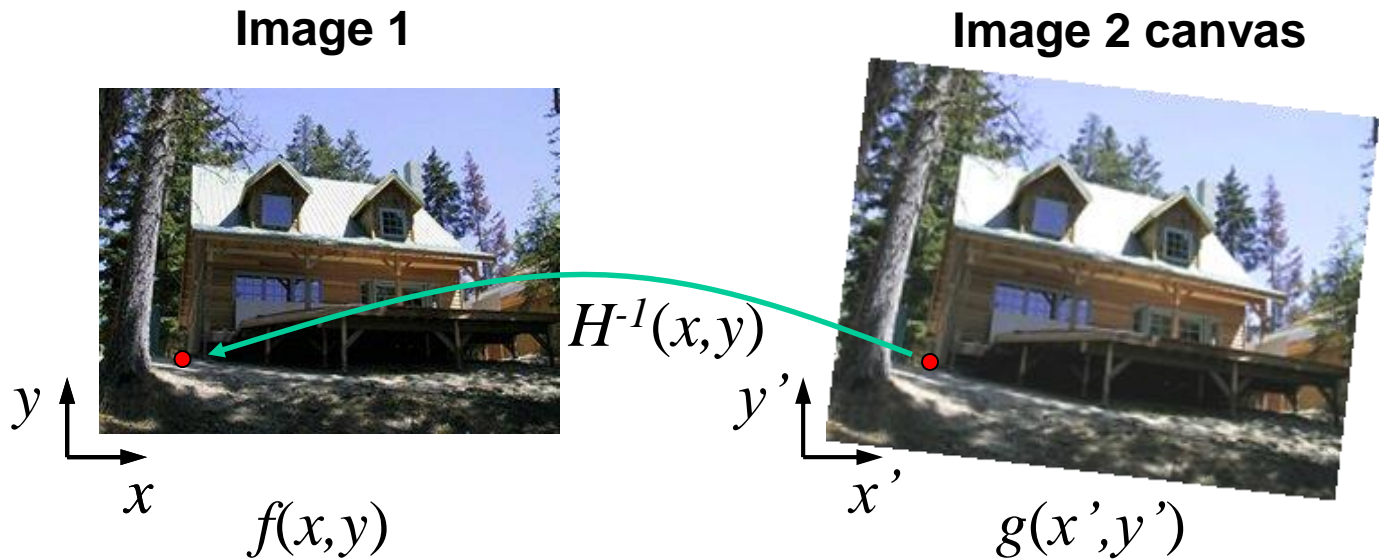 Image 1
Image 2 canvas
H-1(x,y)
y
x
y’
x’
f(x,y)
g(x’,y’)